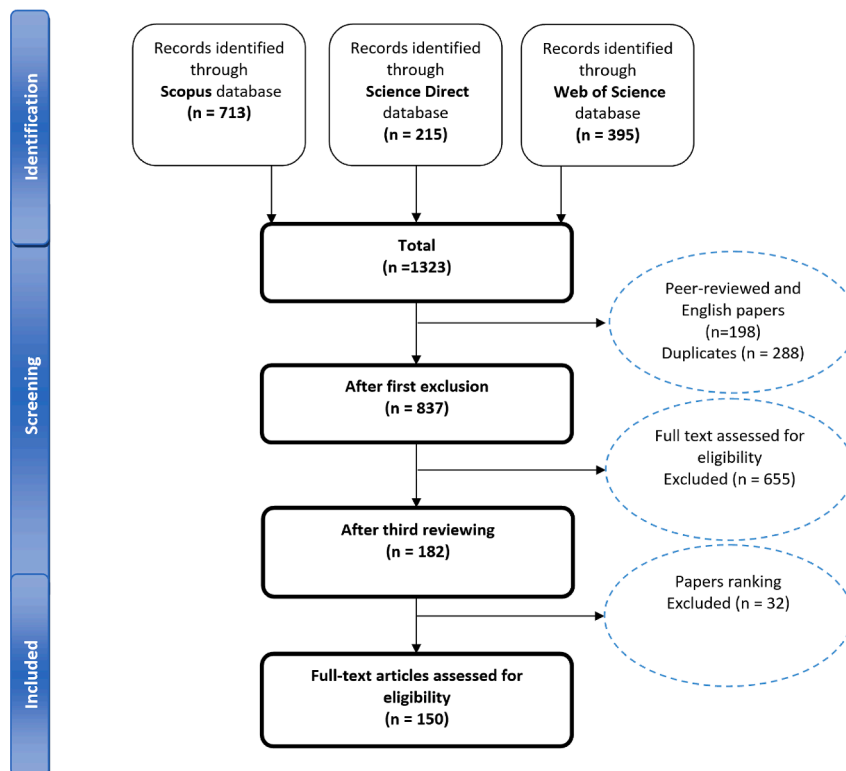 Identification
Records identified
through
Scopus database
(n = 713)
Records identified
through
Science Direct
database
(n = 215)
Records identified
through
Web of Science
database
(n = 395)
Total
(n =1323)
Screening
Peer-reviewed and
English papers
(n=198)
Duplicates (n = 288)
After first exclusion
(n = 837)
Full text assessed for
eligibility
Excluded (n = 655)
After third reviewing
(n = 182)
Included
Papers ranking
Excluded (n = 32)
Full-text articles assessed for
eligibility
(n = 150)